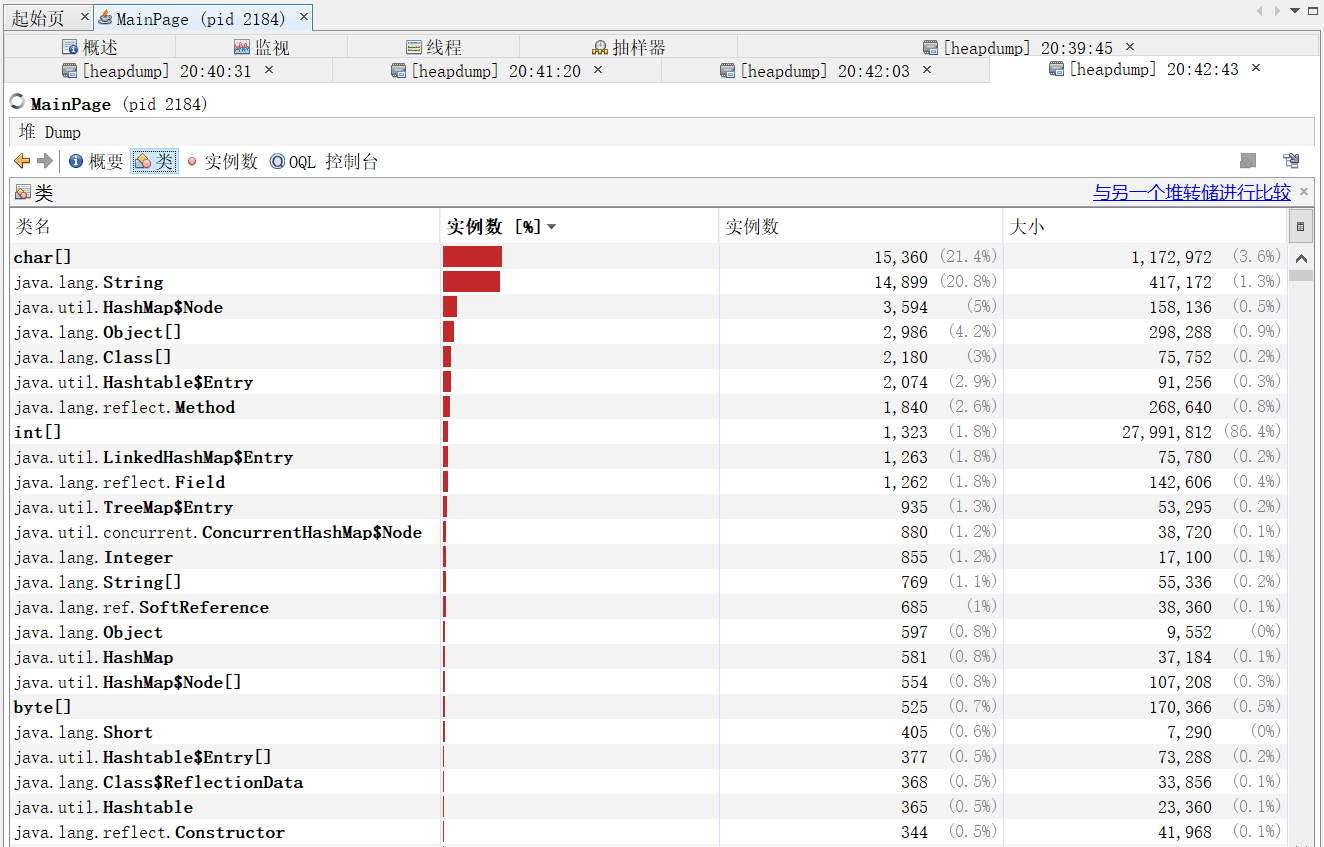 起始页 × MainPage (pid 2184) ×
概述 监视 线程 抽样器 [heapdump] 20:39:45 ×
[heapdump] 20:40:31 × [heapdump] 20:41:20 × [heapdump] 20:42:03 × [heapdump] 20:42:43 ×
MainPage (pid 2184)
堆 Dump
概要 类 实例数 OQL 控制台
类 与另一个堆转储进行比较 ×
类名 实例数 [%] 实例数 大小
char[] 15,360 (21.4%) 1,172,972 (3.6%)
java.lang.String 14,899 (20.8%) 417,172 (1.3%)
java.util.HashMap$Node 3,594 (5%) 158,136 (0.5%)
java.lang.Object[] 2,986 (4.2%) 298,288 (0.9%)
java.lang.Class[] 2,180 (3%) 75,752 (0.2%)
java.util.Hashtable$Entry 2,074 (2.9%) 91,256 (0.3%)
java.lang.reflect.Method 1,840 (2.6%) 268,640 (0.8%)
int[] 1,323 (1.8%) 27,991,812 (86.4%)
java.util.LinkedHashMap$Entry 1,263 (1.8%) 75,780 (0.2%)
java.lang.reflect.Field 1,262 (1.8%) 142,606 (0.4%)
java.util.TreeMap$Entry 935 (1.3%) 53,295 (0.2%)
java.util.concurrent.ConcurrentHashMap$Node 880 (1.2%) 38,720 (0.1%)
java.lang.Integer 855 (1.2%) 17,100 (0.1%)
java.lang.String[] 769 (1.1%) 55,336 (0.2%)
java.lang.ref.SoftReference 685 (1%) 38,360 (0.1%)
java.lang.Object 597 (0.8%) 9,552 (0%)
java.util.HashMap 581 (0.8%) 37,184 (0.1%)
java.util.HashMap$Node[] 554 (0.8%) 107,208 (0.3%)
byte[] 525 (0.7%) 170,366 (0.5%)
java.lang.Short 405 (0.6%) 7,290 (0%)
java.util.Hashtable$Entry[] 377 (0.5%) 73,288 (0.2%)
java.lang.Class$ReflectionData 368 (0.5%) 33,856 (0.1%)
java.util.Hashtable 365 (0.5%) 23,360 (0.1%)
java.lang.reflect.Constructor 344 (0.5%) 41,968 (0.1%)